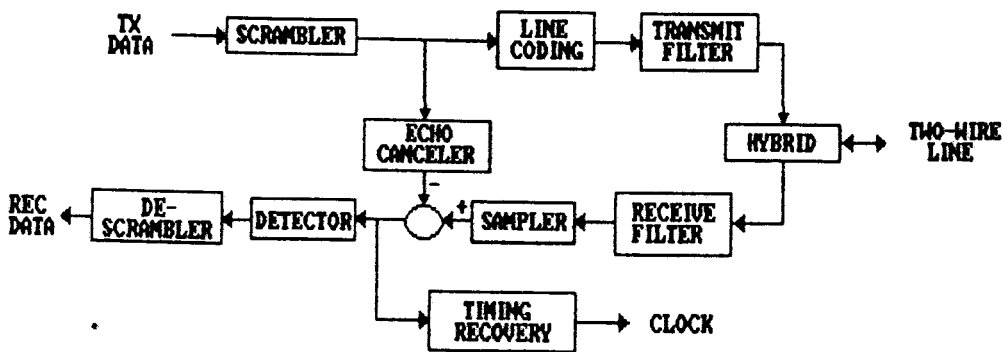 TX
DATA
SCRAMBLER
LINE
CODING
TRANSMIT
FILTER
ECHO
CANCELER
HYBRID
TWO-WIRE
LINE
REC
DATA
DE-
SCRAMBLER
DETECTOR
-
+
SAMPLER
RECEIVE
FILTER
TIMING
RECOVERY
CLOCK